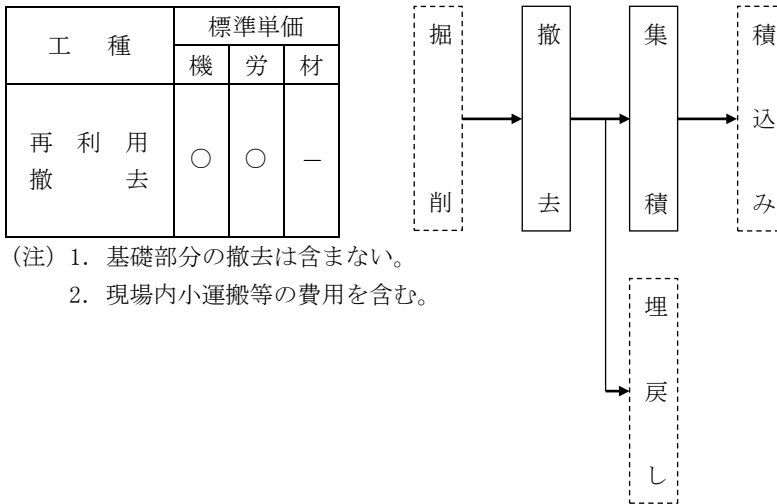 工　種
標準単価
機 労 材
再 利 用
撤 去
○ ○ －
（注）1．基礎部分の撤去は含まない。
2．現場内小運搬等の費用を含む。
掘削
撤去
集積
積込み
埋戻し